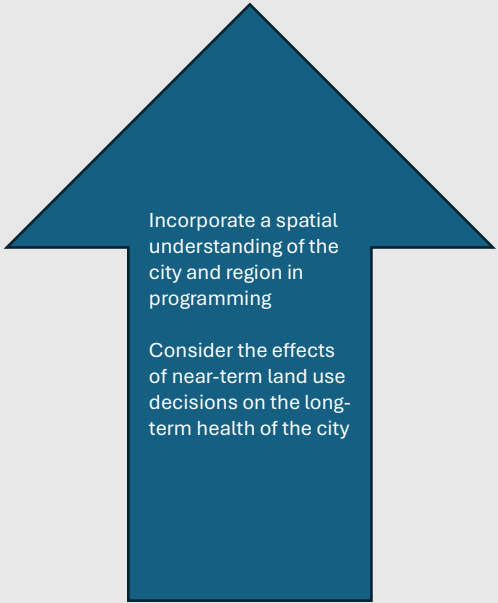 Incorporate a spatial
understanding of the
city and region in
programming
Consider the effects
of near-term land use
decisions on the long-
term health of the city